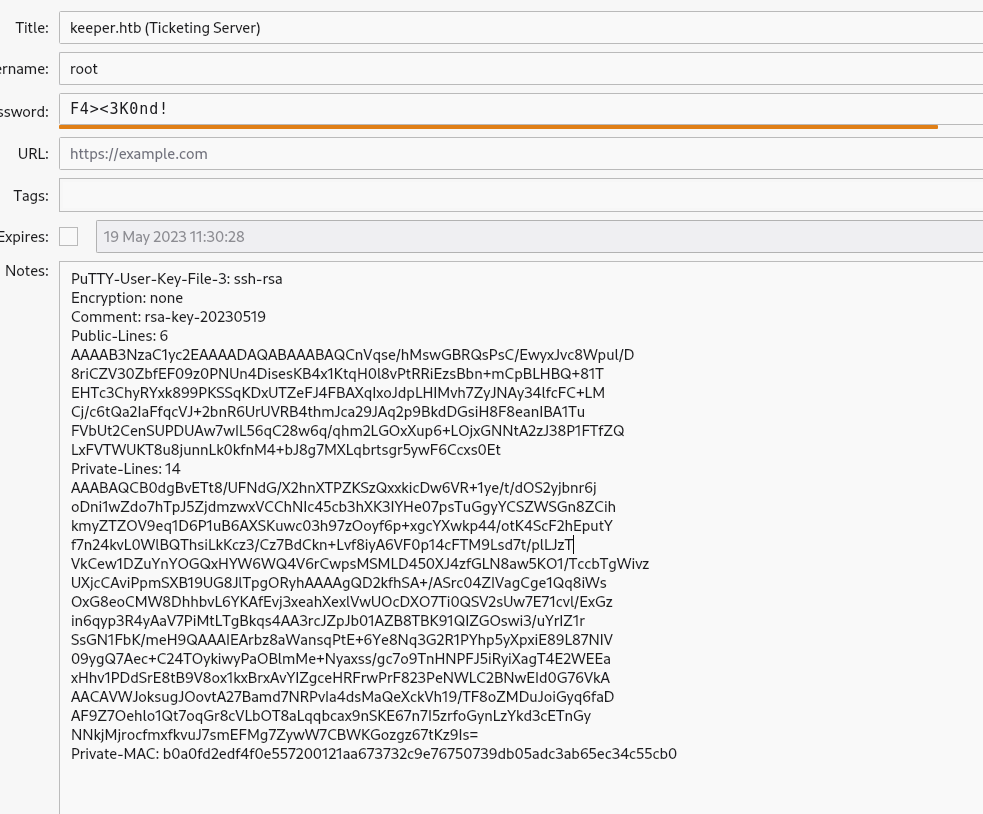 Title: keeper.htb (Ticketing Server)
ername: root
ssword: F4><3K0nd!
URL: https://example.com
Tags:
Expires: 19 May 2023 11:30:28
Notes:
PuTTY-User-Key-File-3: ssh-rsa
Encryption: none
Comment: rsa-key-20230519
Public-Lines: 6
AAAAB3NzaC1yc2EAAAADAQABAAABAQCnVqse/hMswGBRQsPsC/EwyxJvc8Wpul/D
8riCZV30ZbfEF09z0PNUn4DisesKB4x1KtqH0l8vPtRRiEzsBbn+mCpBLHBQ+81T
EHTc3ChyRYxk899PKSSqKDxUTZeFJ4FBAXqIxoJdpLHIMvh7ZyJNAy34lfcFC+LM
Cj/c6tQa2IaFfqcVJ+2bnR6UrUVRB4thmJca29JAq2p9BkdDGsiH8F8eanIBA1Tu
FVbUt2CenSUPDUAw7wIL56qC28w6q/qhm2LGOxXup6+LOjxGNNtA2zJ38P1FTfZQ
LxFVTWUKT8u8junnLk0kfnM4+bJ8g7MXLqbrtsgr5ywF6Ccxs0Et
Private-Lines: 14
AAABAQCB0dgBvETt8/UFNdG/X2hnXTPZKSzQxxkicDw6VR+1ye/t/dOS2yjbnr6j
oDni1wZdo7hTpJ5ZjdmzwxVCChNIc45cb3hXK3IYHe07psTuGgyYCSZWSGn8ZCih
kmyZTZOV9eq1D6P1uB6AXSKuwc03h97zOoyf6p+xgcYXwkp44/otK4ScF2hEputY
f7n24kvL0WlBQThsiLkKcz3/Cz7BdCkn+Lvf8iyA6VF0p14cFTM9Lsd7t/plLJzT
VkCew1DZuYnYOGQxHYW6WQ4V6rCwpsMSMLD450XJ4zfGLN8aw5KO1/TccbTgWivz
UXjcCAviPpmSXB19UG8JlTpgORyhAAAAgQD2kfhSA+/ASrc04ZIVagCge1Qq8iWs
OxG8eoCMW8DhhbvL6YKAfEvj3xeahXexlVwUOcDXO7Ti0QSV2sUw7E71cvl/ExGz
in6qyp3R4yAaV7PiMtLTgBkqs4AA3rcJZpJb01AZB8TBK91QIZGOswi3/uYrIZ1r
SsGN1FbK/meH9QAAAIEArbz8aWansqPtE+6Ye8Nq3G2R1PYhp5yXpxiE89L87NIV
09ygQ7Aec+C24TOykiwyPaOBlmMe+Nyaxss/gc7o9TnHNPFJ5iRyiXagT4E2WEEa
xHhv1PDdSrE8tB9V8ox1kxBrxAvYIZgceHRFrwPrF823PeNWLC2BNwEId0G76VkA
AACAVWJoksugJOovtA27Bamd7NRPvIa4dsMaQeXckVh19/TF8oZMDuJoiGyq6faD
AF9Z7Oehlo1Qt7oqGr8cVLbOT8aLqqbcax9nSKE67n7I5zrfoGynLzYkd3cETnGy
NNkjMjrocfmxfkvuJ7smEFMg7ZywW7CBWKGozgz67tKz9Is=
Private-MAC: b0a0fd2edf4f0e557200121aa673732c9e76750739db05adc3ab65ec34c55cb0